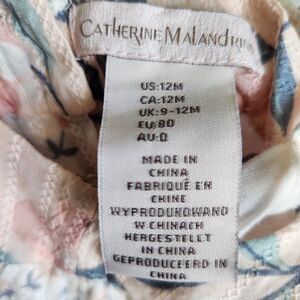 CATHERINE MALANDRINO
US:12M
CA:12M
UK:9-12M
EU:80
AU:0
MADE IN
CHINA
FABRIQUÉ EN
CHINE
WYPRODUKOWANO
W CHINACH
HERGESTELLT
IN CHINA
GEPRODUCEERD IN
CHINA